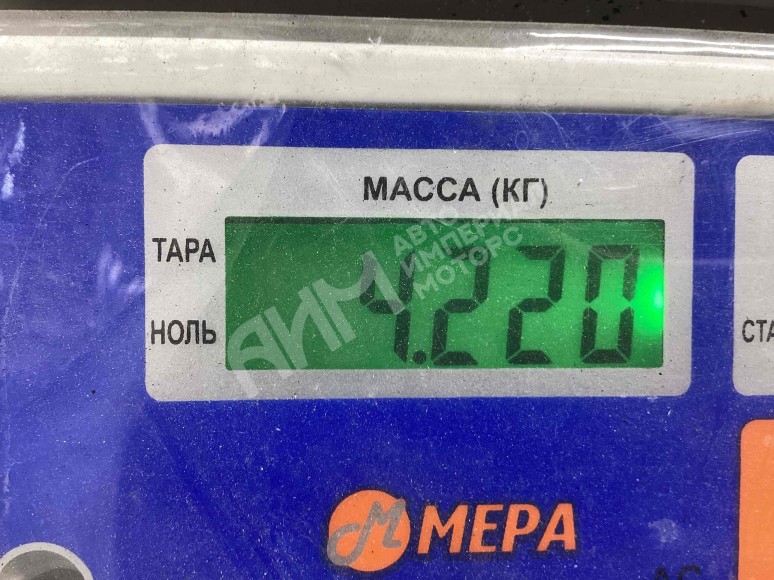 МАССА (КГ)
ТАРА
4.220
НОЛЬ
АИМ
АВТО
ИМПЕРИЯ
МОТОРС
СТА
М МЕРА